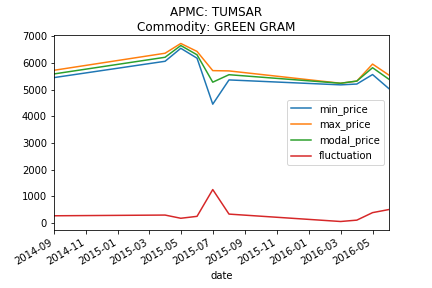 APMC: TUMSAR
Commodity: GREEN GRAM
7000
6000
5000
4000
3000
2000
1000
0
min_price
max_price
modal_price
fluctuation
2014-09
2014-11
2015-01
2015-03
2015-05
2015-07
2015-09
2015-11
2016-01
2016-03
2016-05
date